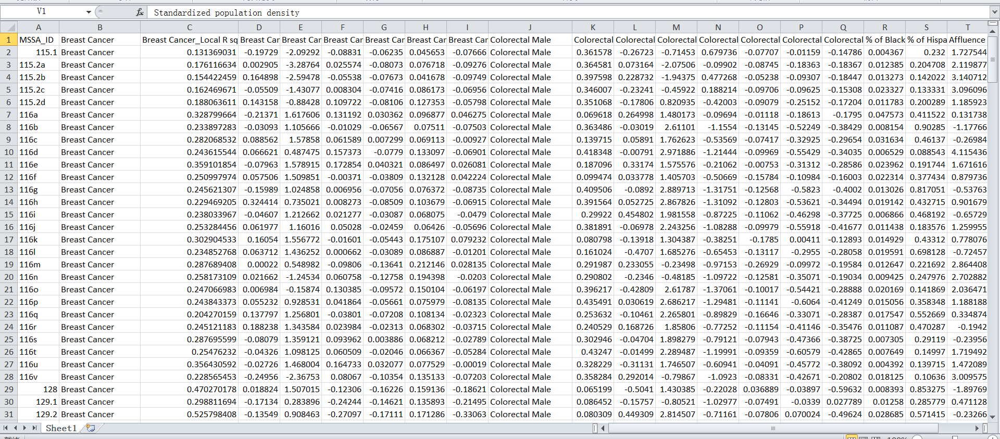 V1 fx Standardized population density
A B C D E F G H I J K L M N O P Q R S T
1 MSSA_ID Breast Cancer Breast Cancer_Local R sq Breast Car Breast Car Breast Car Breast Car Breast Car Breast Car Colorectal Male Colorectal Colorectal Colorectal Colorectal Colorectal Colorectal Colorectal % of Black % of Hispa Affluence
2 115.1 Breast Cancer 0.131369031 -0.19729 -2.09292 -0.08831 -0.06235 0.045653 -0.07666 Colorectal Male 0.361578 -0.26723 -0.71453 0.679736 -0.07707 -0.01159 -0.14786 0.004367 0.232 1.727544
3 115.2a Breast Cancer 0.176116634 0.002905 -3.28764 0.025574 -0.08073 0.076718 -0.09276 Colorectal Male 0.364581 0.073164 -2.07506 -0.09902 -0.08745 -0.18363 -0.18367 0.012385 0.204708 2.119877
4 115.2b Breast Cancer 0.154422459 0.164898 -2.59478 -0.05538 -0.07673 0.041678 -0.09749 Colorectal Male 0.397598 0.228732 -1.94375 0.477268 -0.05238 -0.09307 -0.18447 0.013273 0.142022 3.140712
5 115.2c Breast Cancer 0.162469671 -0.05509 -1.43077 0.008304 -0.07416 0.086173 -0.06956 Colorectal Male 0.346007 -0.23241 -0.45922 0.188214 -0.09706 -0.09625 -0.15308 0.023327 0.133331 3.096096
6 115.2d Breast Cancer 0.188063611 0.143158 -0.88428 0.109722 -0.08106 0.127353 -0.05798 Colorectal Male 0.351068 -0.17806 0.820935 -0.42003 -0.09079 -0.25152 -0.17204 0.011783 0.200289 1.185923
7 116a Breast Cancer 0.328799664 -0.21371 1.617606 0.131192 0.030362 0.096877 0.046275 Colorectal Male 0.069618 0.264998 1.480173 -0.09694 -0.01118 -0.18613 -0.1795 0.047573 0.411522 0.131738
8 116b Breast Cancer 0.233897283 -0.03093 1.105666 -0.01029 -0.06567 0.07511 -0.07503 Colorectal Male 0.363486 -0.03019 2.61101 -1.1554 -0.13145 -0.52249 -0.38429 0.008154 0.90285 -1.17766
9 116c Breast Cancer 0.282068532 0.088562 1.57858 0.061589 0.007299 0.069113 -0.00927 Colorectal Male 0.139715 0.05891 1.762623 -0.53569 -0.07417 -0.32925 -0.29654 0.031634 0.46137 -0.26984
10 116d Breast Cancer 0.243615544 0.066621 0.487475 0.157373 -0.0779 0.133097 -0.06901 Colorectal Male 0.418348 -0.00791 2.971886 -1.21444 -0.09969 -0.55429 -0.34035 0.006529 0.088543 4.115436
11 116e Breast Cancer 0.359101854 -0.07963 1.578915 0.172854 0.040321 0.086497 0.026081 Colorectal Male 0.187096 0.33174 1.575576 -0.21062 -0.00753 -0.31312 -0.28586 0.023962 0.191744 1.671616
12 116f Breast Cancer 0.250997974 0.057506 1.509851 -0.00371 -0.03809 0.132128 0.042224 Colorectal Male 0.099474 0.033778 1.405703 -0.50669 -0.15784 -0.10984 -0.16003 0.022314 0.377434 0.879736
13 116g Breast Cancer 0.245621307 -0.15989 1.024858 0.006956 -0.07056 0.076372 -0.08735 Colorectal Male 0.409506 -0.0892 2.889713 -1.31751 -0.12568 -0.5823 -0.4002 0.013026 0.817051 -0.53763
14 116h Breast Cancer 0.229469205 0.324414 0.735021 0.008273 -0.08509 0.103679 -0.06915 Colorectal Male 0.391564 0.052725 2.867826 -1.31092 -0.12803 -0.53621 -0.34494 0.019142 0.432715 0.901679
15 116i Breast Cancer 0.238033967 -0.04607 1.212662 0.021277 -0.03087 0.068075 -0.0479 Colorectal Male 0.29922 0.454802 1.981558 -0.87225 -0.11062 -0.46298 -0.37725 0.006866 0.468192 -0.65729
16 116j Breast Cancer 0.253284456 0.061977 1.16016 0.05028 -0.02459 0.06426 -0.05696 Colorectal Male 0.381891 -0.06978 2.243256 -1.08288 -0.09979 -0.55918 -0.41677 0.011438 0.183576 1.259955
17 116k Breast Cancer 0.302904533 0.16054 1.556772 -0.01601 -0.05443 0.175107 0.079232 Colorectal Male 0.080798 -0.13918 1.304387 -0.38251 -0.1785 0.00411 -0.12893 0.014929 0.43312 0.778076
18 116l Breast Cancer 0.234852768 0.063712 1.436252 0.000662 -0.03089 0.086887 -0.01201 Colorectal Male 0.161024 -0.4707 1.685276 -0.65453 -0.13117 -0.2955 -0.28058 0.019591 0.698128 -0.72457
19 116m Breast Cancer 0.287689408 0.00022 0.548982 -0.09806 -0.13641 0.212146 0.028135 Colorectal Male 0.291987 0.233055 -0.23498 -0.97153 -0.26929 -0.09972 -0.19584 0.012647 0.221692 2.864408
20 116n Breast Cancer 0.258173109 0.021662 -1.24534 0.060758 -0.12758 0.194398 -0.0203 Colorectal Male 0.290802 -0.2346 -0.48185 -1.09722 -0.12581 -0.35071 -0.19034 0.009425 0.247976 2.702882
21 116o Breast Cancer 0.247066983 0.006984 -0.15874 0.130385 -0.09572 0.150104 -0.06197 Colorectal Male 0.396217 -0.42809 2.61787 -1.37061 -0.10017 -0.54421 -0.28888 0.020169 0.141869 2.036471
22 116p Breast Cancer 0.243843373 0.055232 0.928531 0.041864 -0.05661 0.075979 -0.08135 Colorectal Male 0.435491 0.030619 2.686217 -1.29481 -0.11141 -0.6064 -0.41249 0.015056 0.358348 1.188188
23 116q Breast Cancer 0.204270159 0.137797 1.256801 -0.03801 -0.07208 0.108134 -0.02323 Colorectal Male 0.253632 -0.10461 2.265801 -0.89829 -0.16646 -0.33071 -0.28387 0.017547 0.552669 0.334874
24 116r Breast Cancer 0.245121183 0.188238 1.343584 0.023984 -0.02313 0.068302 -0.03715 Colorectal Male 0.240529 0.168726 1.85806 -0.77252 -0.11154 -0.41146 -0.35476 0.011087 0.470287 -0.1942
25 116s Breast Cancer 0.287695599 -0.08079 1.359121 0.093962 0.003886 0.068212 -0.02789 Colorectal Male 0.302946 -0.04704 1.898279 -0.79121 -0.07943 -0.47366 -0.38725 0.007305 0.29119 -0.23956
26 116t Breast Cancer 0.25476232 -0.04326 1.098125 0.060509 -0.02046 0.066367 -0.05284 Colorectal Male 0.43247 -0.01499 2.289487 -1.19991 -0.09359 -0.60579 -0.42865 0.007649 0.14997 1.719492
27 116u Breast Cancer 0.356430592 -0.02726 1.468004 0.164733 0.032077 0.077529 -0.00019 Colorectal Male 0.328229 -0.31131 1.746507 -0.60941 -0.04091 -0.45772 -0.38092 0.004392 0.139715 1.472089
28 116v Breast Cancer 0.228565453 -0.24956 -2.36753 0.08067 -0.10354 0.135133 -0.07203 Colorectal Male 0.358284 0.292014 -0.79867 -1.0923 -0.08331 -0.42671 -0.20802 0.018125 0.10636 3.009575
29 128 Breast Cancer 0.470270178 0.018824 1.507015 -0.12306 -0.16226 0.159136 -0.18621 Colorectal Male 0.065199 -0.5041 1.430385 -0.22028 0.036889 -0.03897 -0.59632 0.008393 0.853275 -1.89769
30 129.1 Breast Cancer 0.298811694 -0.17134 0.283896 -0.24244 -0.14621 0.135893 -0.21495 Colorectal Male 0.086452 -0.15757 -0.80521 -1.02977 -0.07491 -0.0339 0.027789 0.01258 0.285779 0.471128
31 129.2 Breast Cancer 0.525798408 -0.13549 0.908463 -0.27097 -0.17111 0.171286 -0.33063 Colorectal Male 0.080309 0.449309 2.814507 -0.71161 -0.07806 0.070024 -0.49624 0.028685 0.571415 -0.23266
Sheet1